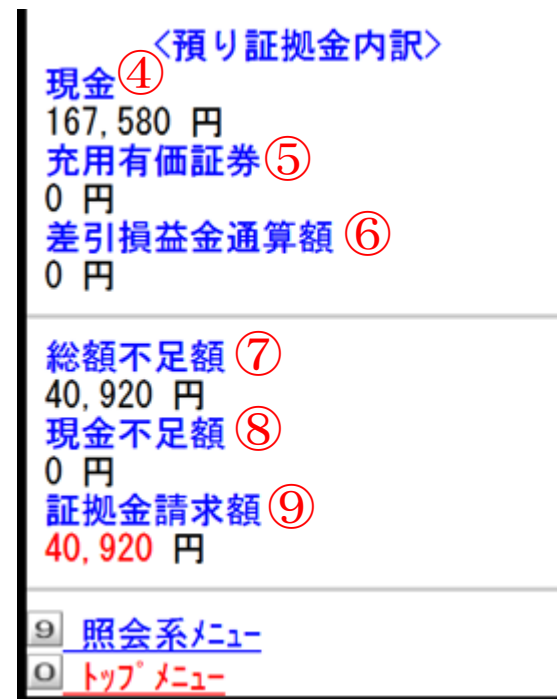 <預り証拠金内訳>
現金④
167,580 円
充用有価証券⑤
0 円
差引損益金通算額⑥
0 円
総額不足額⑦
40,920 円
現金不足額⑧
0 円
証拠金請求額⑨
40,920 円
9 照会系ﾒﾆｭｰ
0 ﾄｯﾌﾟﾒﾆｭｰ